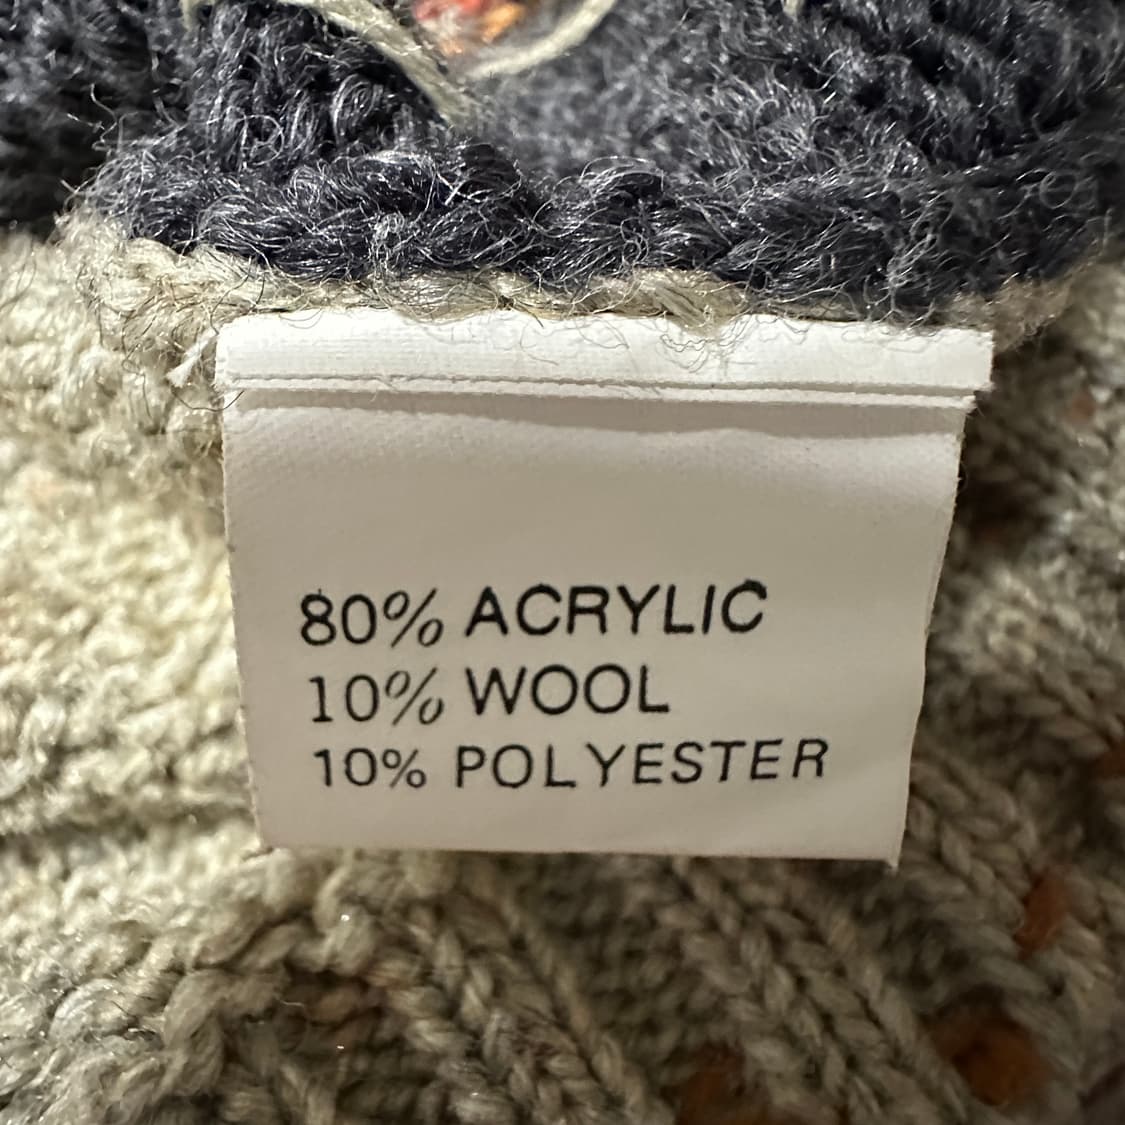 80% ACRYLIC
10% WOOL
10% POLYESTER